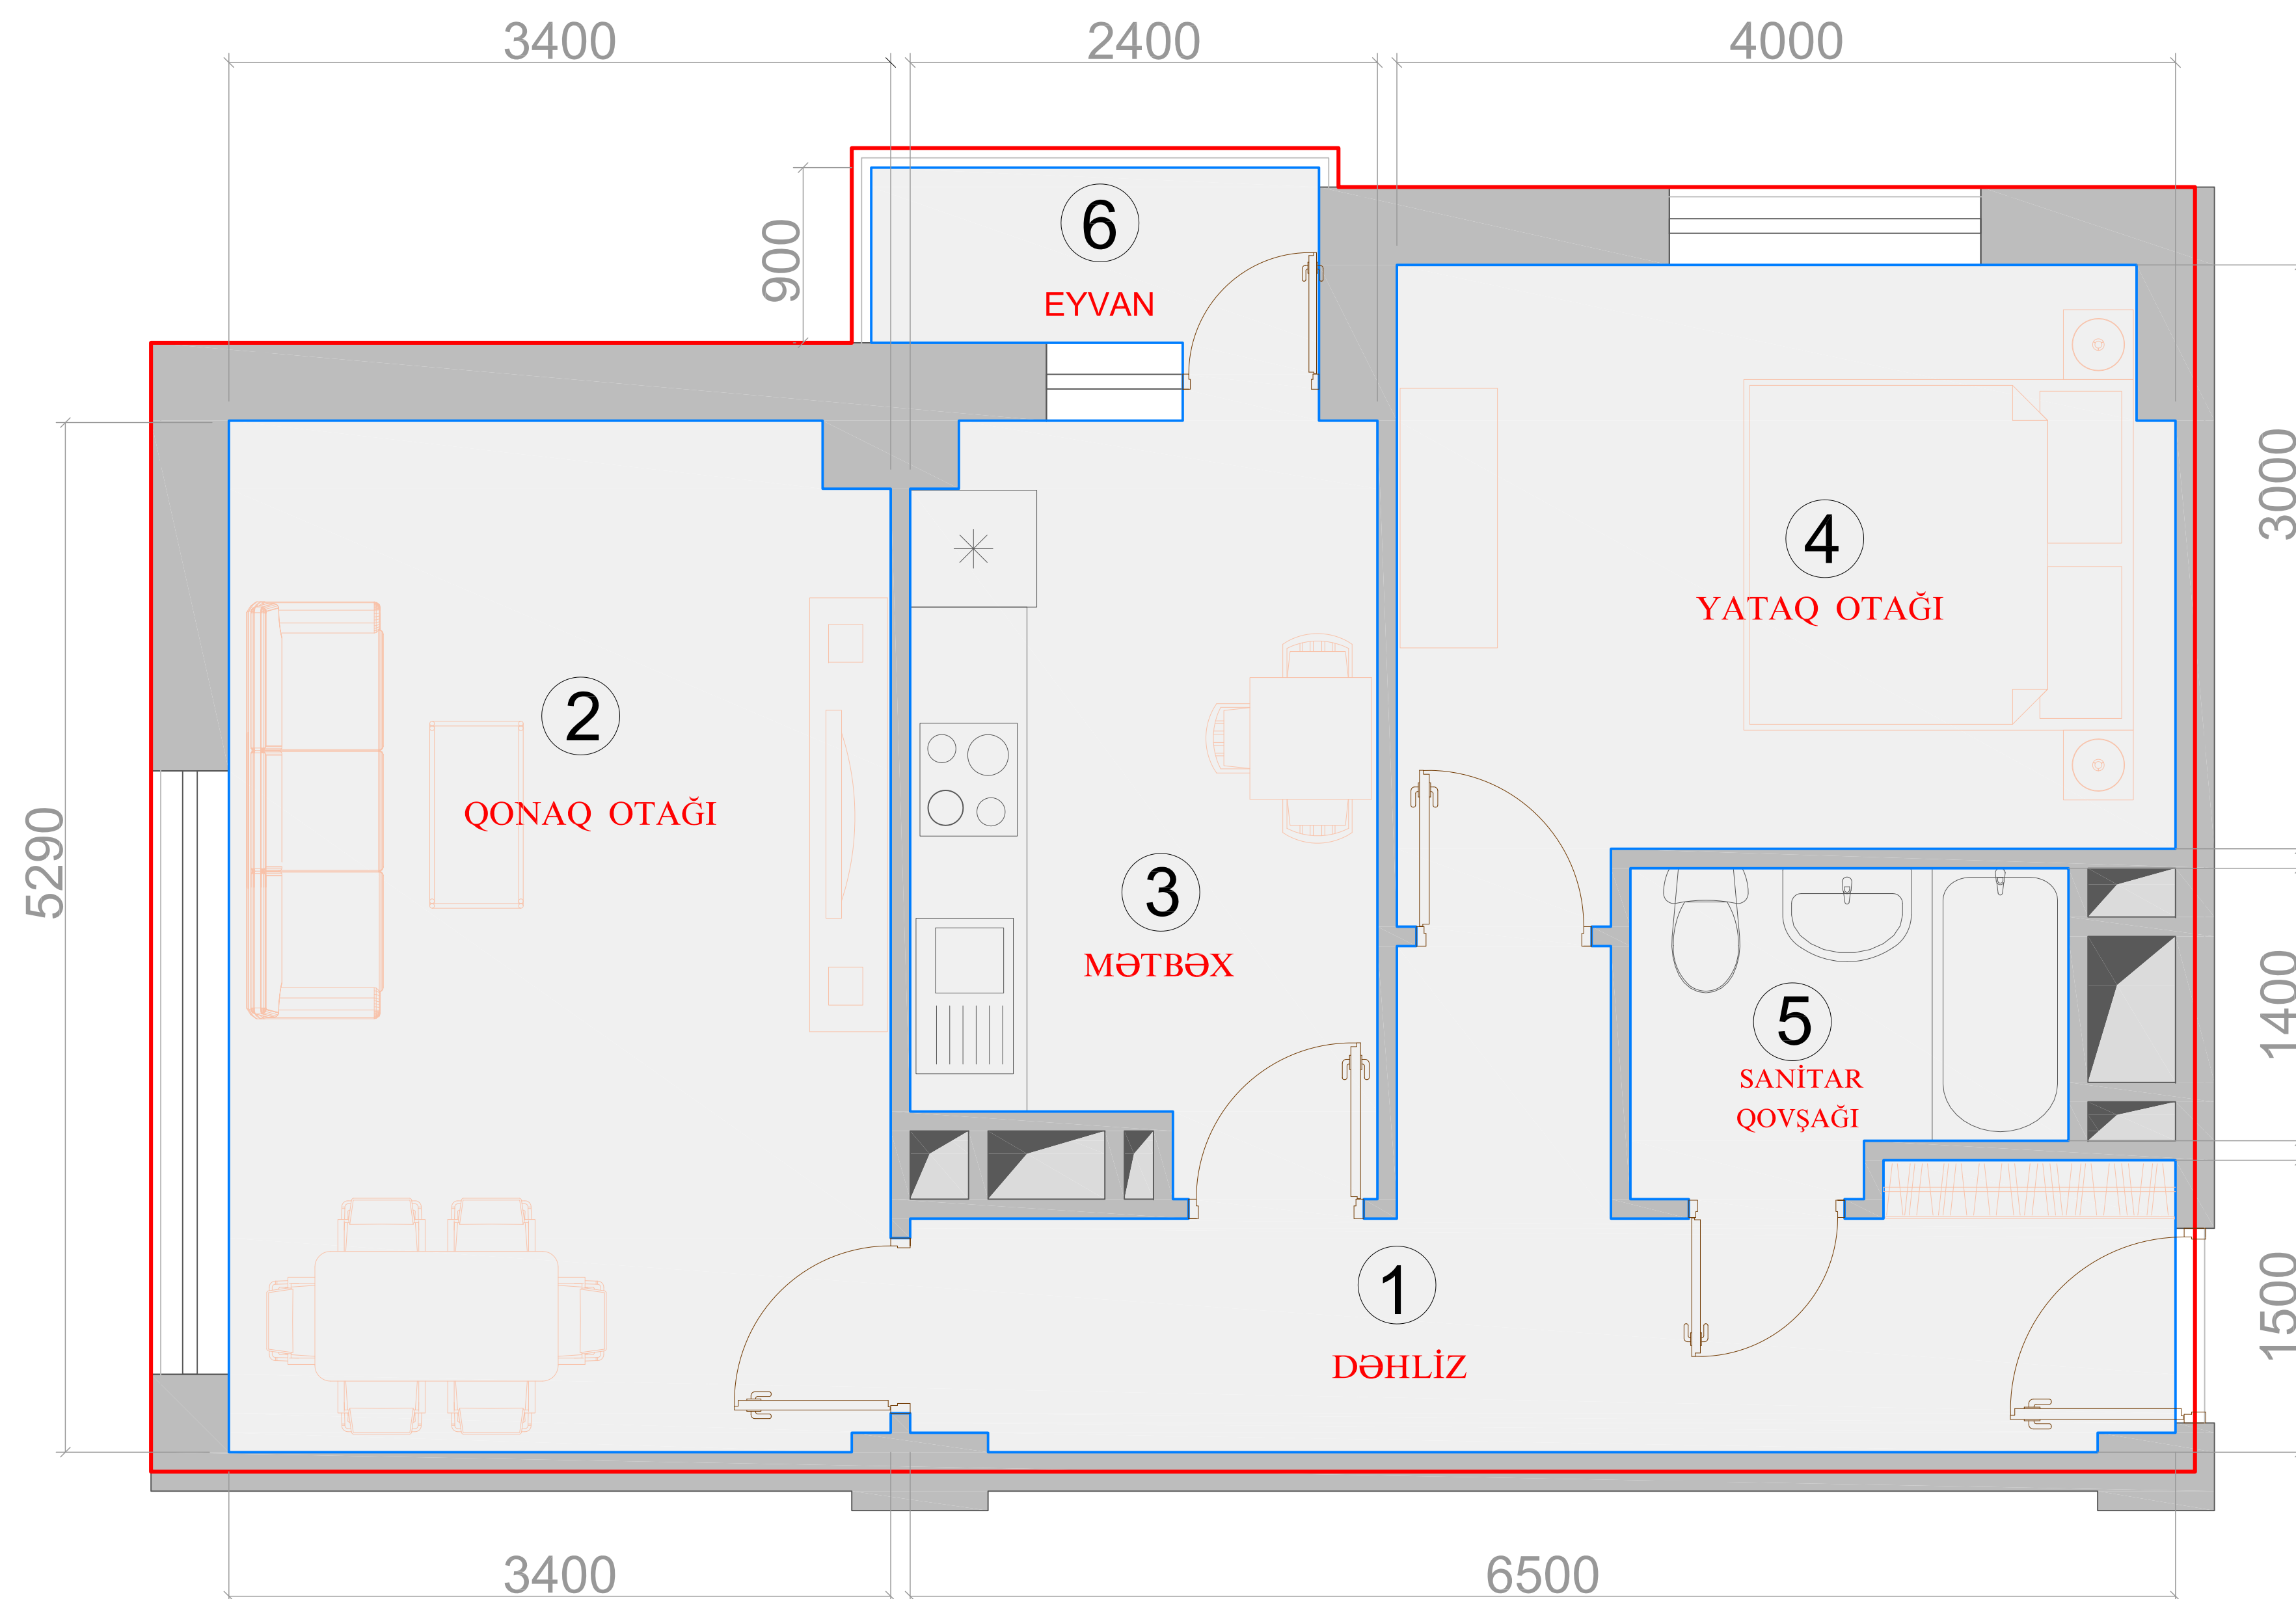 3400
2400
4000
900
6
EYVAN
3000
4
YATAQ OTAĞI
2
QONAQ OTAĞI
5290
3
MƏTBƏX
1400
5
SANİTAR
QOVŞAĞI
1
DƏHLİZ
1500
3400
6500